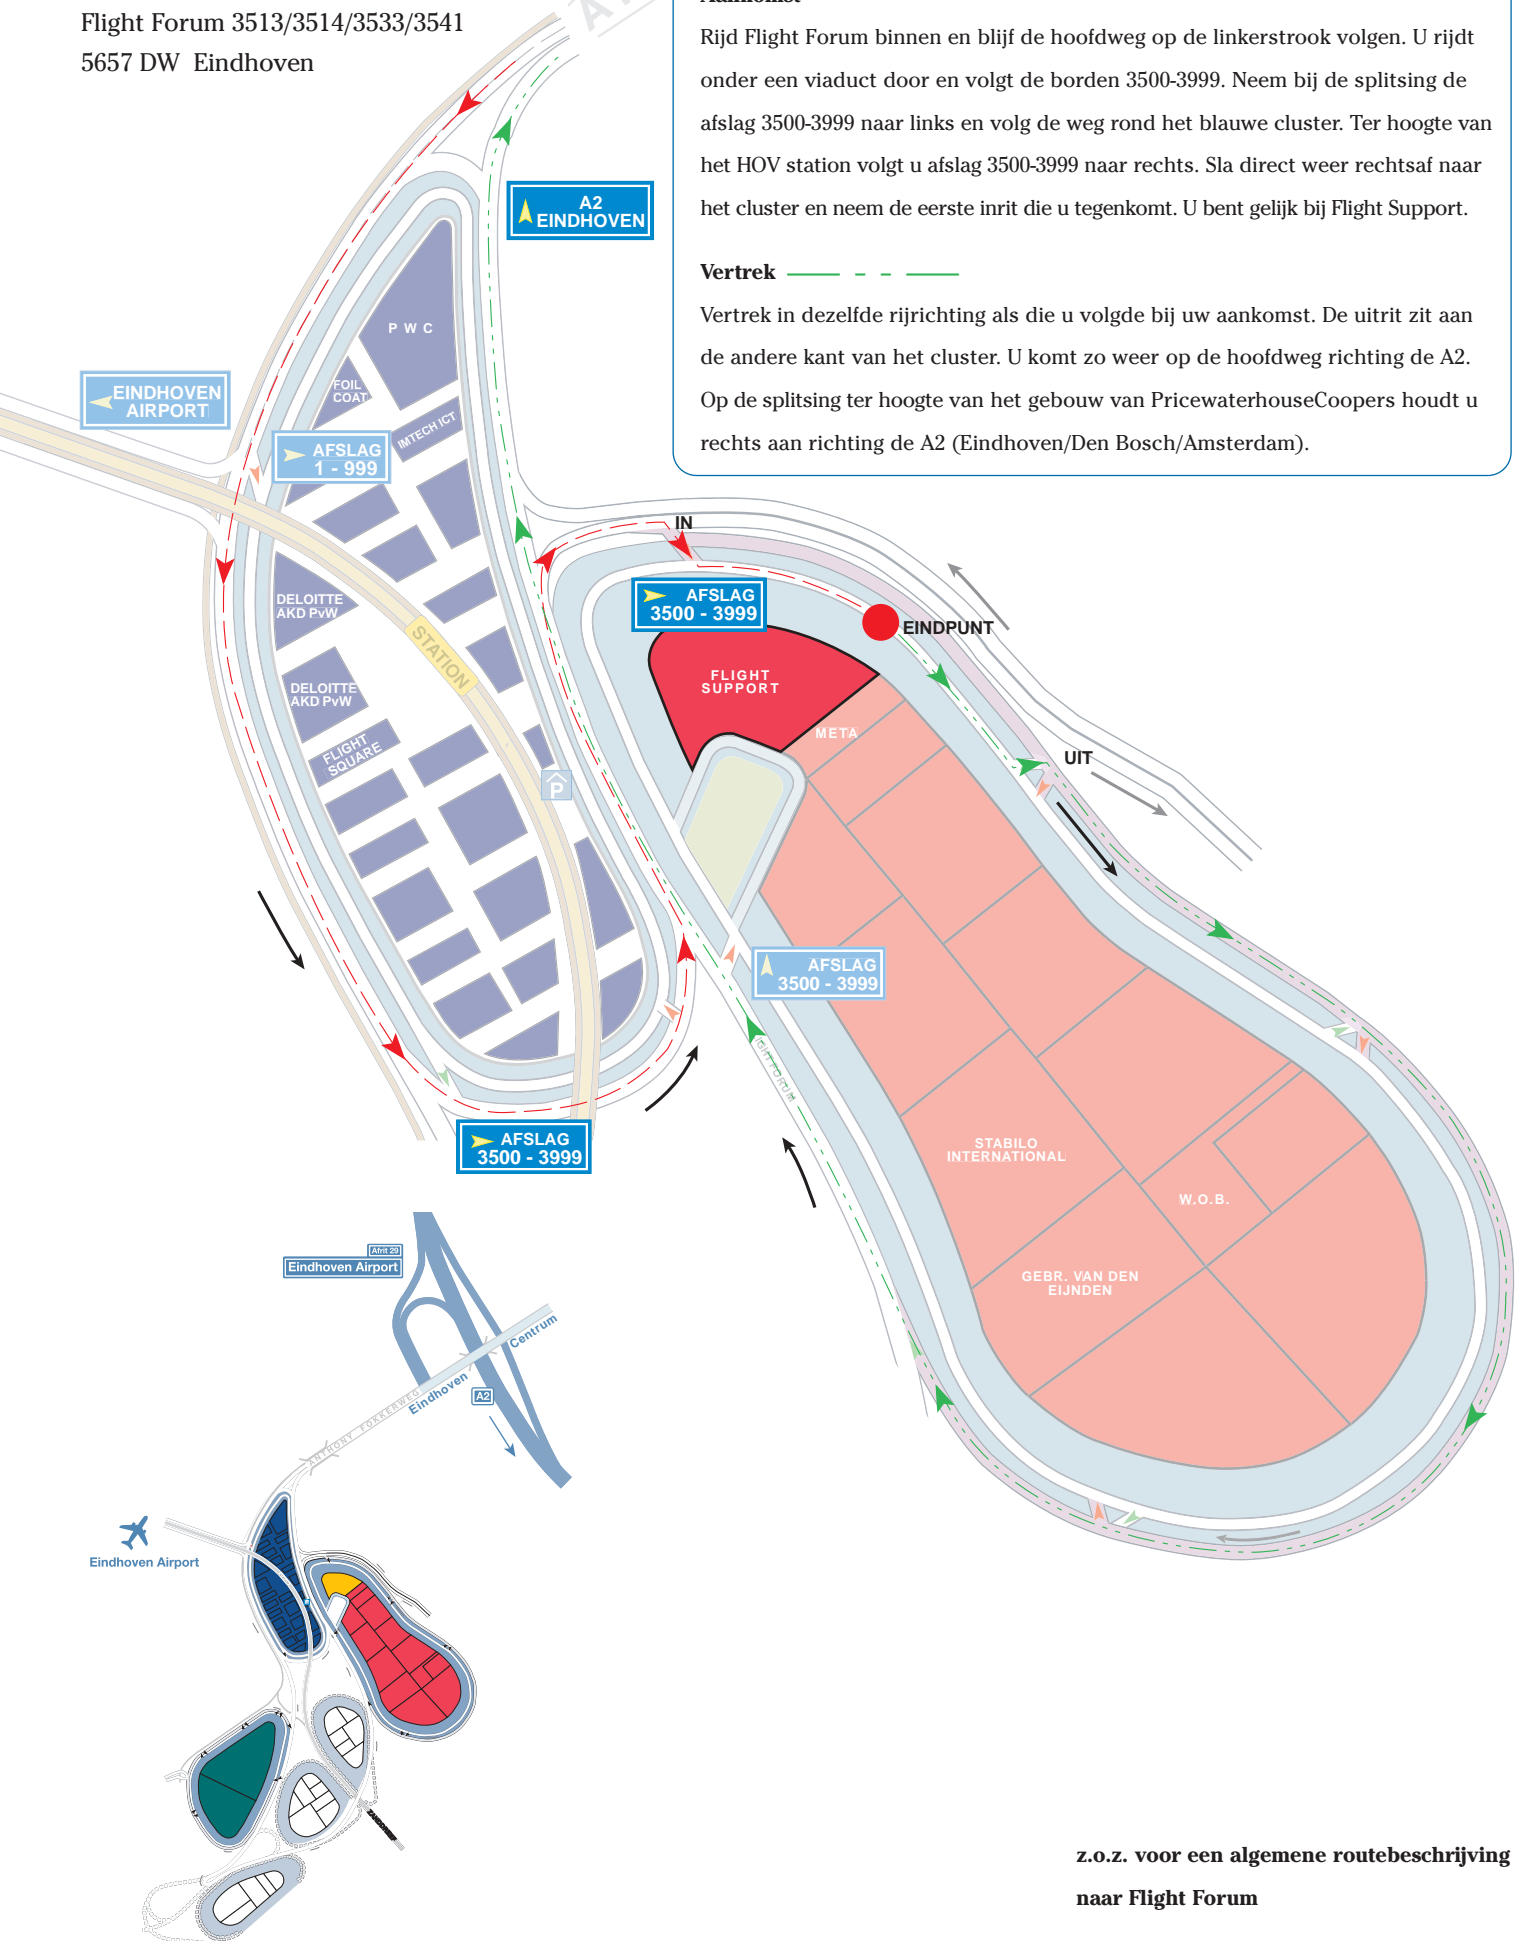 Flight Forum 3513/3514/3533/3541
5657 DW  Eindhoven
Rijd Flight Forum binnen en blijf de hoofdweg op de linkerstrook volgen. U rijdt
onder een viaduct door en volgt de borden 3500-3999. Neem bij de splitsing de
afslag 3500-3999 naar links en volg de weg rond het blauwe cluster. Ter hoogte van
het HOV station volgt u afslag 3500-3999 naar rechts. Sla direct weer rechtsaf naar
het cluster en neem de eerste inrit die u tegenkomt. U bent gelijk bij Flight Support.
Vertrek
Vertrek in dezelfde rijrichting als die u volgde bij uw aankomst. De uitrit zit aan
de andere kant van het cluster. U komt zo weer op de hoofdweg richting de A2.
Op de splitsing ter hoogte van het gebouw van PricewaterhouseCoopers houdt u
rechts aan richting de A2 (Eindhoven/Den Bosch/Amsterdam).
A2
EINDHOVEN
P W C
FOIL
COAT
IMTECH ICT
EINDHOVEN
AIRPORT
AFSLAG
1 - 999
IN
DELOITTE
AKD PvW
STATION
AFSLAG
3500 - 3999
EINDPUNT
DELOITTE
AKD PvW
FLIGHT
SUPPORT
FLIGHT
SQUARE
META
UIT
P
AFSLAG
3500 - 3999
IGHT FORUM
AFSLAG
3500 - 3999
STABILO
INTERNATIONAL
W.O.B.
GEBR. VAN DEN
EIJNDEN
Afrit 29
Eindhoven Airport
Centrum
Eindhoven
A2
ANTHONY FOKKERWEG
Eindhoven Airport
z.o.z. voor een algemene routebeschrijving
naar Flight Forum